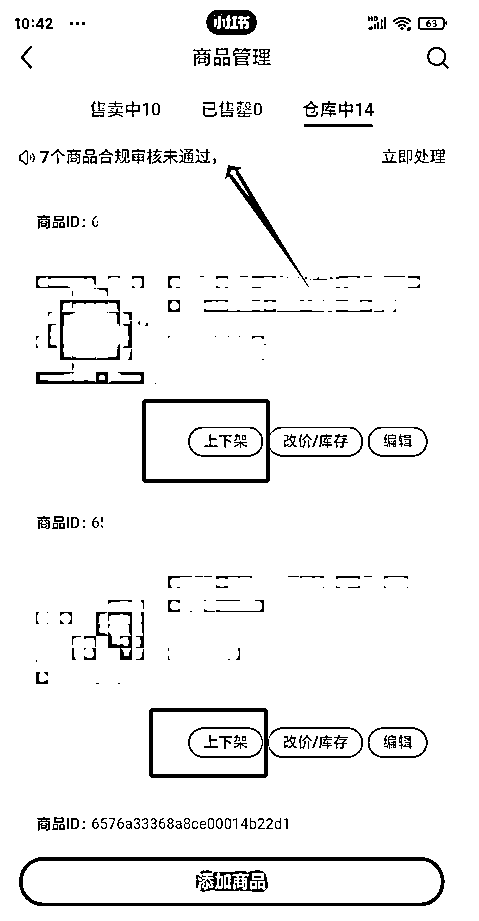 10:42 ··· 小红书 HD 63
商品管理
售卖中10 已售罄0 仓库中14
7个商品合规审核未通过， 立即处理
商品ID: 6
上下架 改价/库存 编辑
商品ID: 6
上下架 改价/库存 编辑
商品ID: 6576a33368a8ce00014b22d1
添加商品